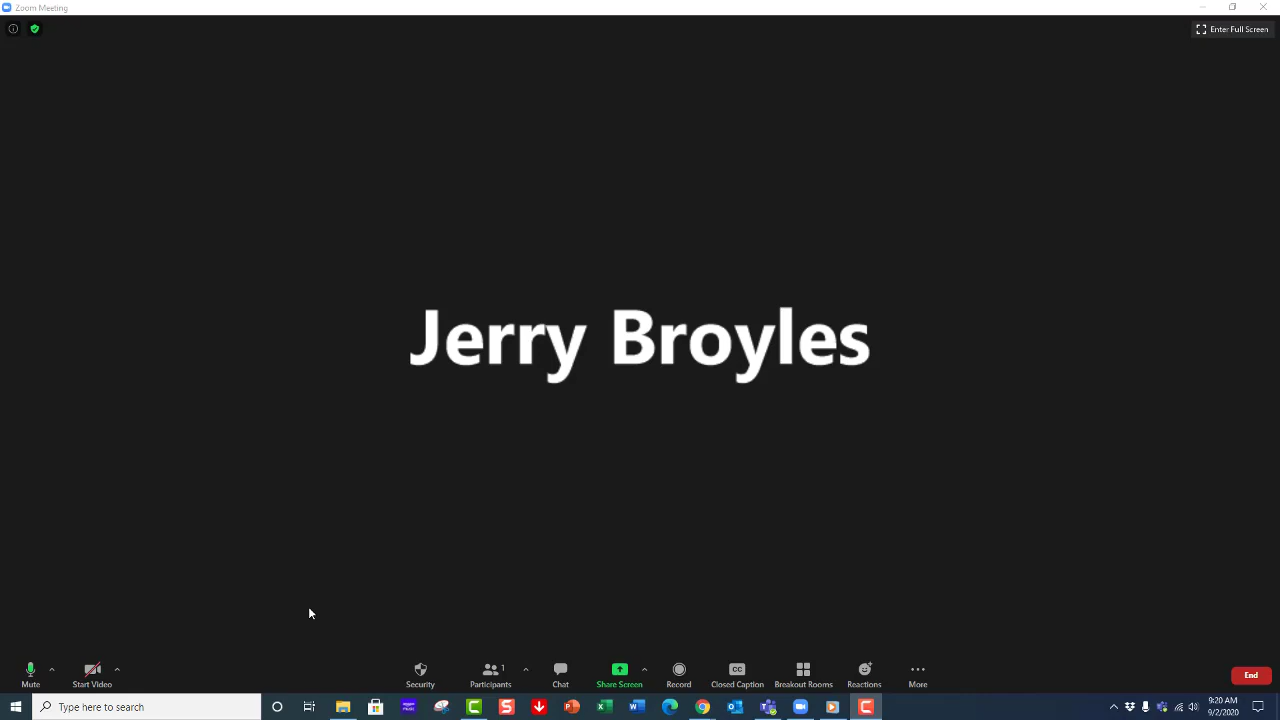 Zoom Meeting
Enter Full Screen
Jerry Broyles
1
Mute
Start Video
Security
Participants
Chat
Share Screen
CC
Record
Closed Caption
Breakout Rooms
Reactions
More
End
Type here to search
9:20 AM
9/2/2020